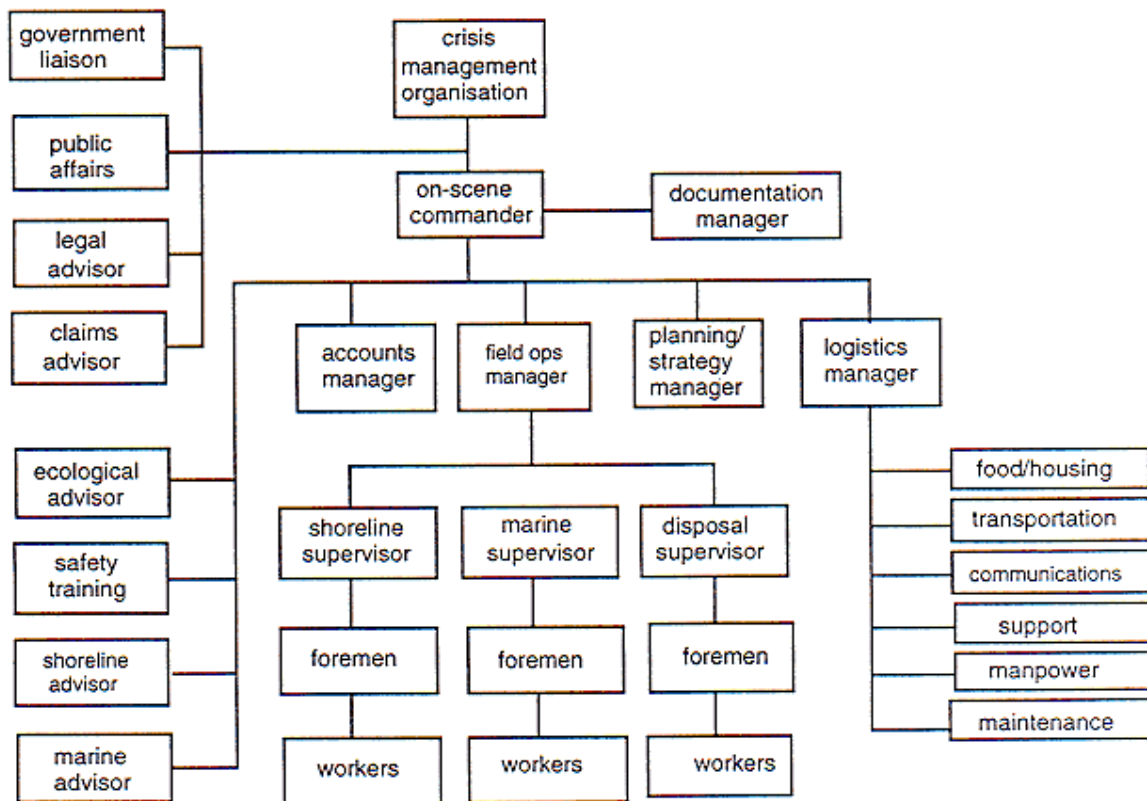 government
liaison
crisis
management
organisation
public
affairs
on-scene
commander
documentation
manager
legal
advisor
claims
advisor
accounts
manager
field ops
manager
planning/
strategy
manager
logistics
manager
ecological
advisor
safety
training
shoreline
advisor
marine
advisor
shoreline
supervisor
marine
supervisor
disposal
supervisor
foremen
foremen
foremen
workers
workers
workers
food/housing
transportation
communications
support
manpower
maintenance